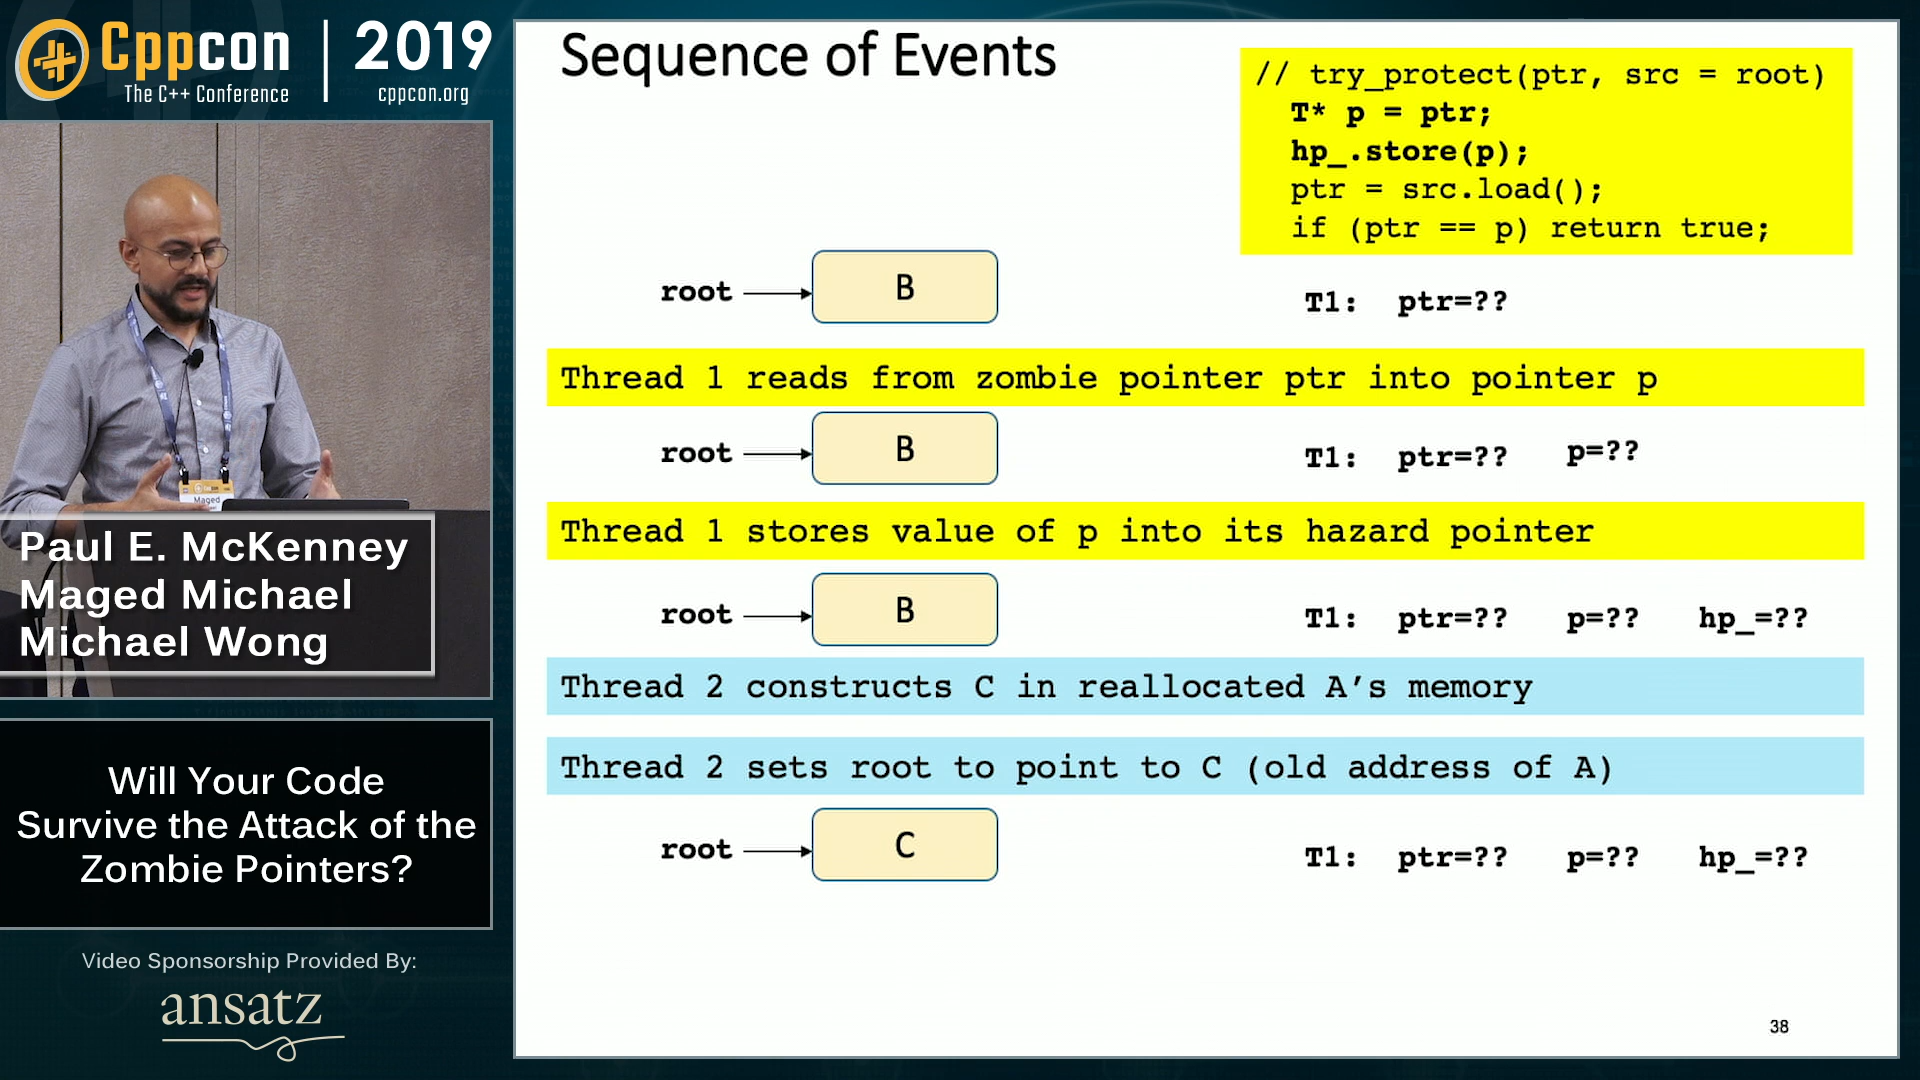 Cppcon
The C++ Conference
2019
cppcon.org
Maged
Paul E. McKenney
Maged Michael
Michael Wong
Will Your Code
Survive the Attack of the
Zombie Pointers?
Video Sponsorship Provided By:
ansatz
Sequence of Events
// try_protect(ptr, src = root)
T* p = ptr;
hp_.store(p);
ptr = src.load();
if (ptr == p) return true;
root B T1: ptr=??
Thread 1 reads from zombie pointer ptr into pointer p
root B T1: ptr=?? p=??
Thread 1 stores value of p into its hazard pointer
root B T1: ptr=?? p=?? hp_=??
Thread 2 constructs C in reallocated A’s memory
Thread 2 sets root to point to C (old address of A)
root C T1: ptr=?? p=?? hp_=??
38